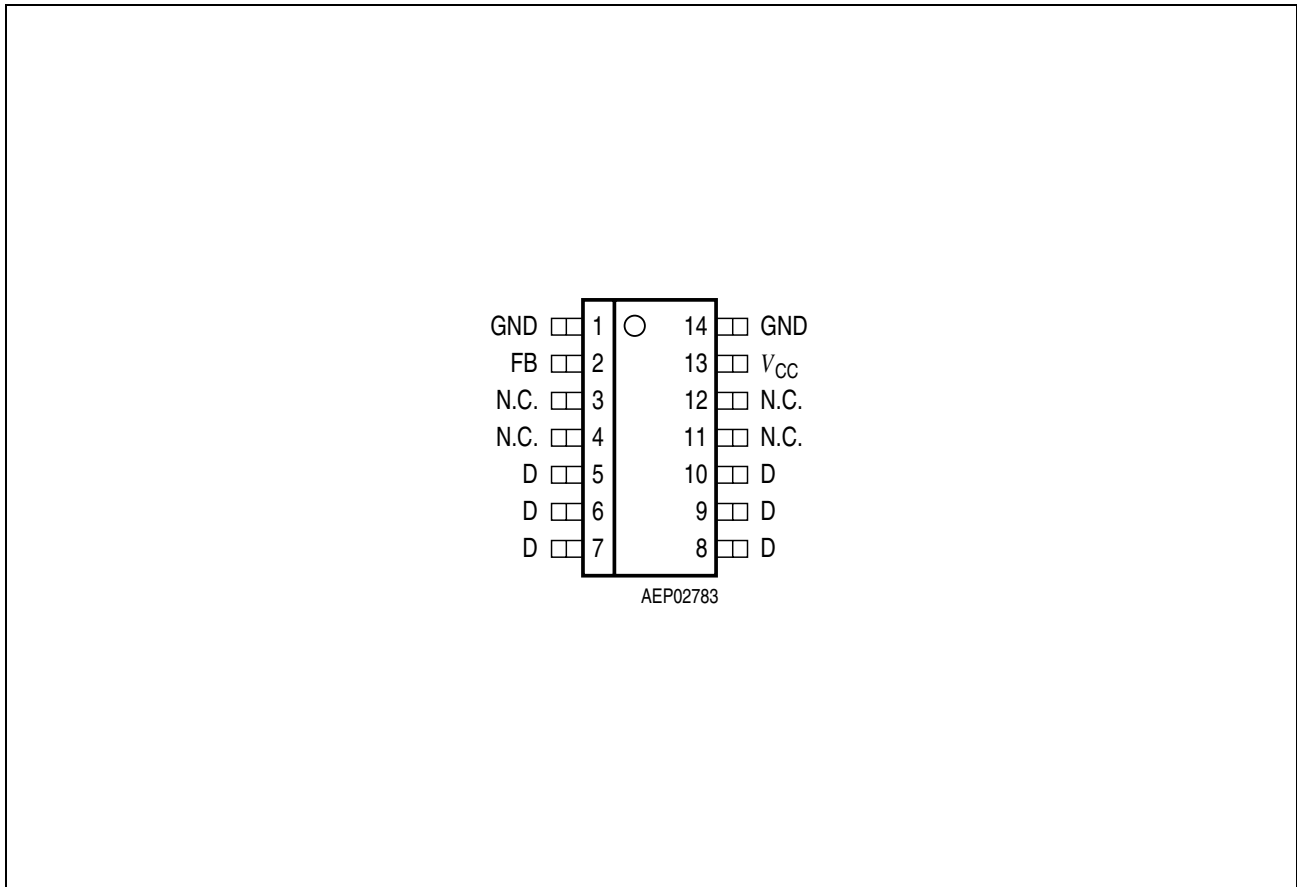 GND 1 14 GND
FB 2 13 VCC
N.C. 3 12 N.C.
N.C. 4 11 N.C.
D 5 10 D
D 6 9 D
D 7 8 D
AEP02783